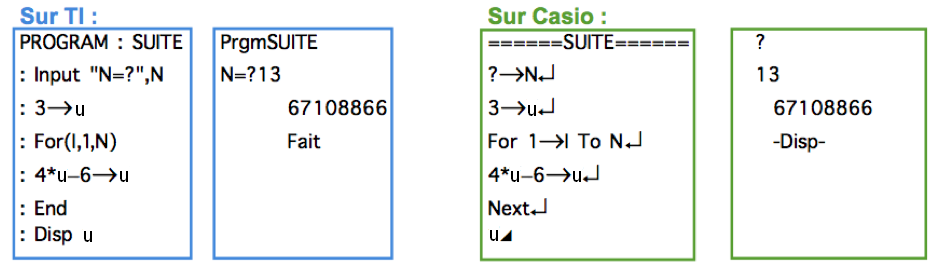 Sur TI :
PROGRAM : SUITE
: Input "N=?",N
: 3→u
: For(I,1,N)
: 4*u–6→u
: End
: Disp u
PrgmSUITE
N=?13
67108866
Fait
Sur Casio :
======SUITE======
?→N↵
3→u↵
For 1→I To N↵
4*u–6→u↵
Next↵
u◢
?
13
67108866
-Disp-